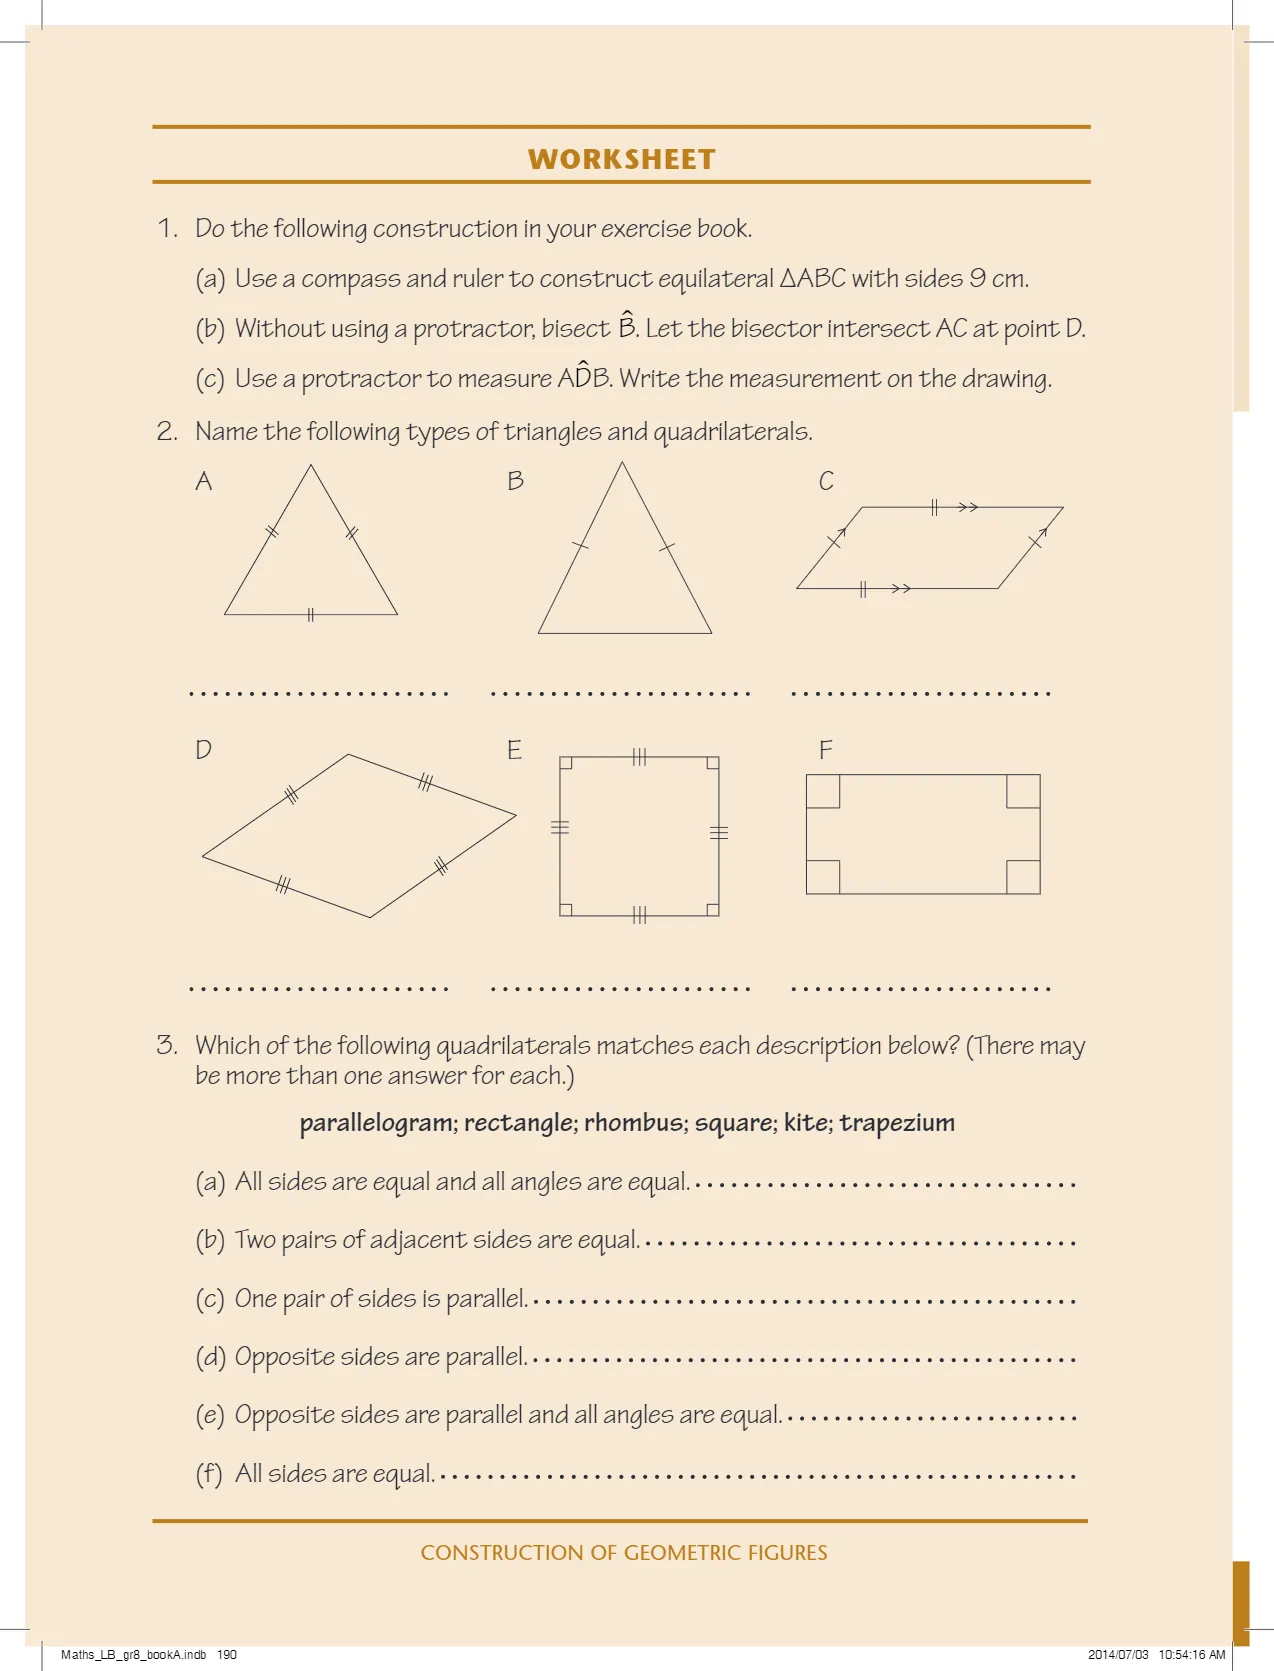 WORKSHEET
1. Do the following construction in your exercise book.
(a) Use a compass and ruler to construct equilateral ΔABC with sides 9 cm.
(b) Without using a protractor, bisect B̂. Let the bisector intersect AC at point D.
(c) Use a protractor to measure AD̂B. Write the measurement on the drawing.
2. Name the following types of triangles and quadrilaterals.
A B C
D E F
3. Which of the following quadrilaterals matches each description below? (There may
be more than one answer for each.)
parallelogram; rectangle; rhombus; square; kite; trapezium
(a) All sides are equal and all angles are equal.
(b) Two pairs of adjacent sides are equal.
(c) One pair of sides is parallel.
(d) Opposite sides are parallel.
(e) Opposite sides are parallel and all angles are equal.
(f) All sides are equal.
CONSTRUCTION OF GEOMETRIC FIGURES
Maths_LB_gr8_bookA.indb 190 2014/07/03 10:54:16 AM